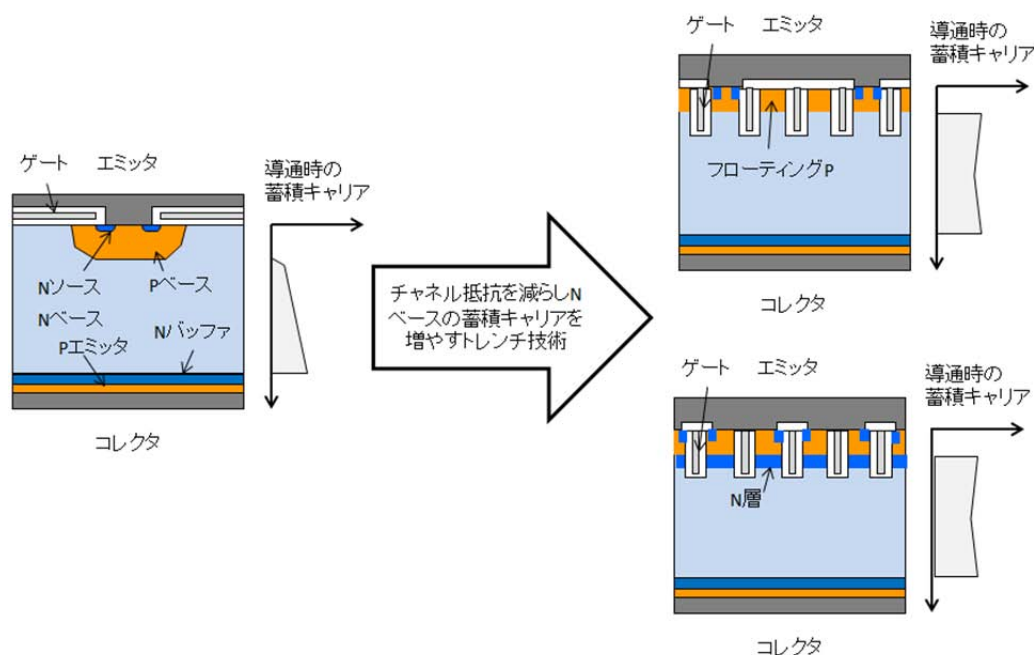 ゲート エミッタ
導通時の
蓄積キャリア
Nソース
Pベース
Nベース
Nバッファ
Pエミッタ
コレクタ
チャネル抵抗を減らしN
ベースの蓄積キャリアを
増やすトレンチ技術
ゲート エミッタ
導通時の
蓄積キャリア
フローティングP
コレクタ
ゲート エミッタ
導通時の
蓄積キャリア
N層
コレクタ